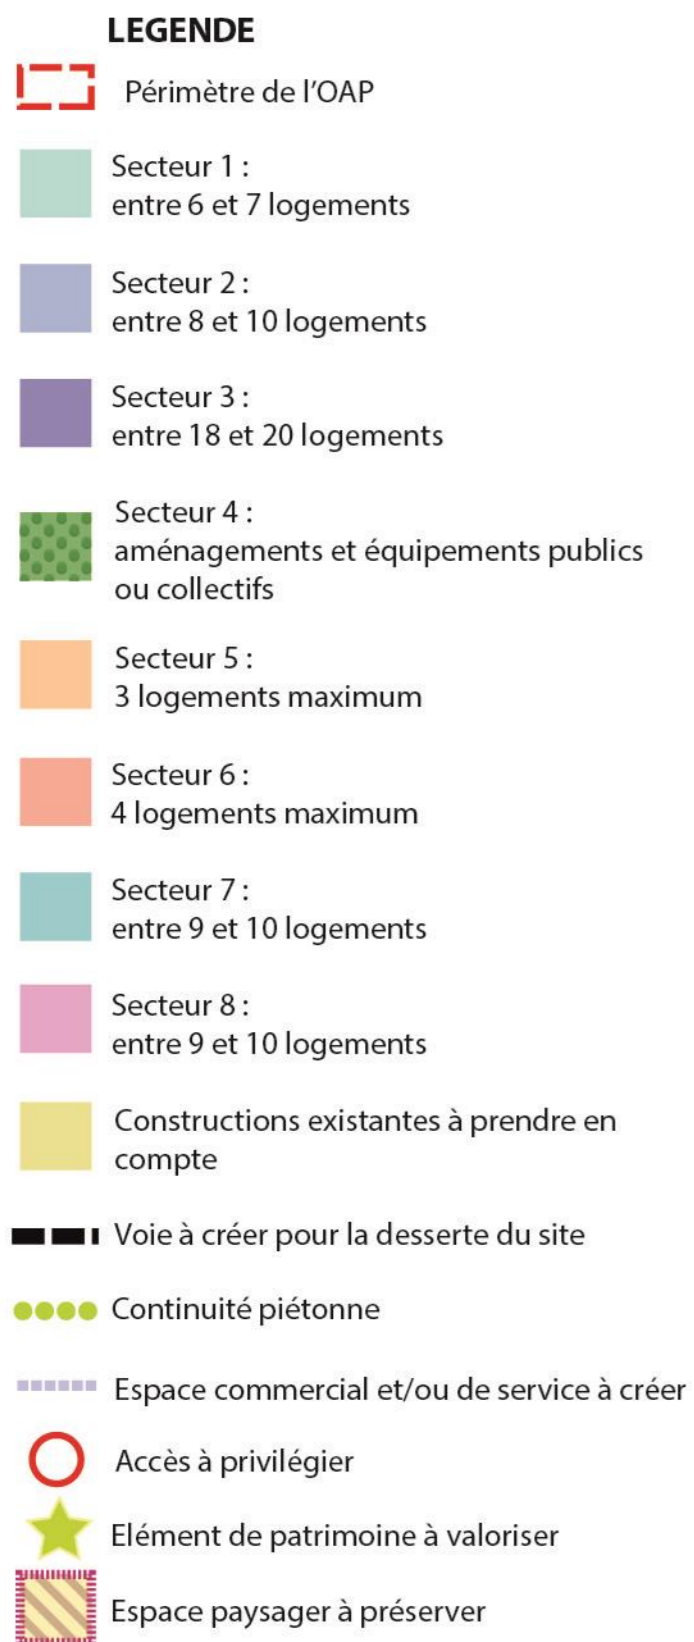 LEGENDE
Périmètre de l'OAP
Secteur 1 :
entre 6 et 7 logements
Secteur 2 :
entre 8 et 10 logements
Secteur 3 :
entre 18 et 20 logements
Secteur 4 :
aménagements et équipements publics
ou collectifs
Secteur 5 :
3 logements maximum
Secteur 6 :
4 logements maximum
Secteur 7 :
entre 9 et 10 logements
Secteur 8 :
entre 9 et 10 logements
Constructions existantes à prendre en
compte
Voie à créer pour la desserte du site
Continuité piétonne
Espace commercial et/ou de service à créer
Accès à privilégier
Elément de patrimoine à valoriser
Espace paysager à préserver